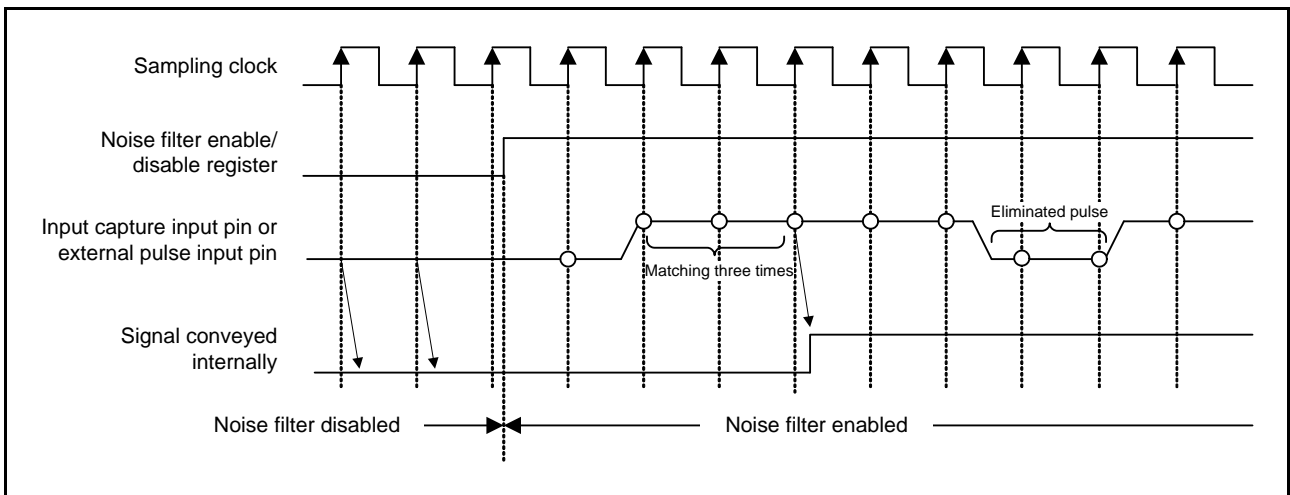 Sampling clock
Noise filter enable/
disable register
Input capture input pin or
external pulse input pin
Eliminated pulse
Matching three times
Signal conveyed
internally
Noise filter disabled
Noise filter enabled